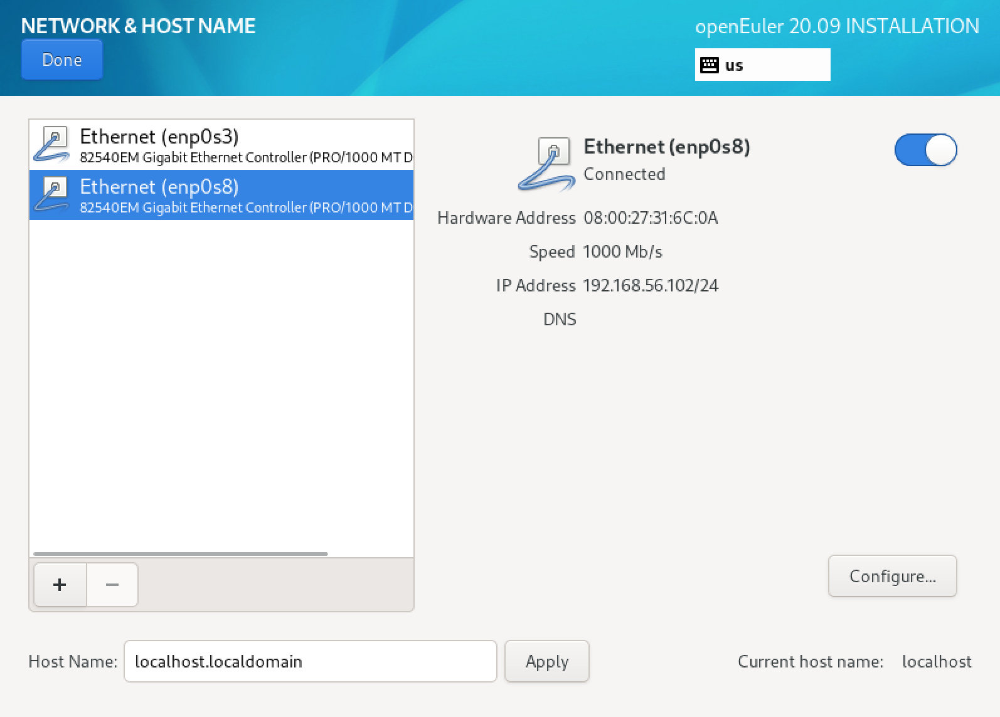 NETWORK & HOST NAME
openEuler 20.09 INSTALLATION
Done
us
Ethernet (enp0s3)
82540EM Gigabit Ethernet Controller (PRO/1000 MT D
Ethernet (enp0s8)
82540EM Gigabit Ethernet Controller (PRO/1000 MT D
Ethernet (enp0s8)
Connected
Hardware Address 08:00:27:31:6C:0A
Speed 1000 Mb/s
IP Address 192.168.56.102/24
DNS
+ −
Configure...
Host Name: localhost.localdomain Apply Current host name: localhost